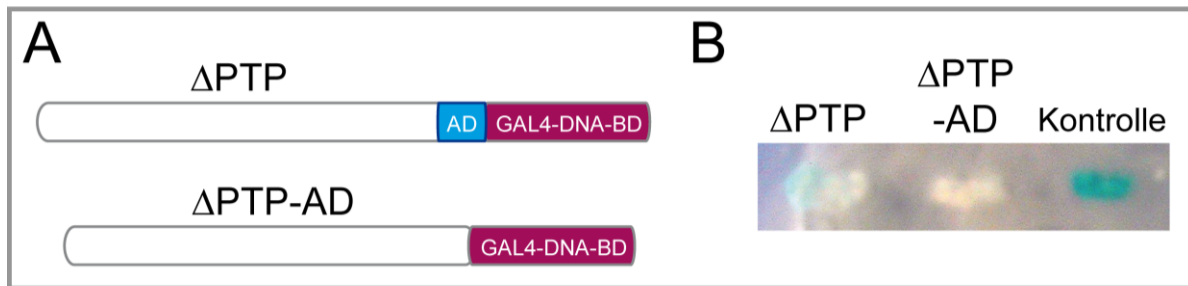 A
ΔPTP
AD GAL4-DNA-BD
ΔPTP-AD
GAL4-DNA-BD
B
ΔPTP
ΔPTP
-AD
Kontrolle